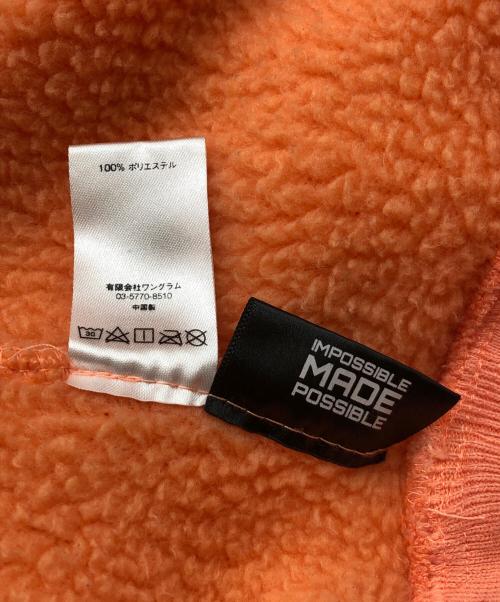 100% ポリエステル
有限会社ワングラム
03-5770-8510
中国製
30
IMPOSSIBLE
MADE
POSSIBLE